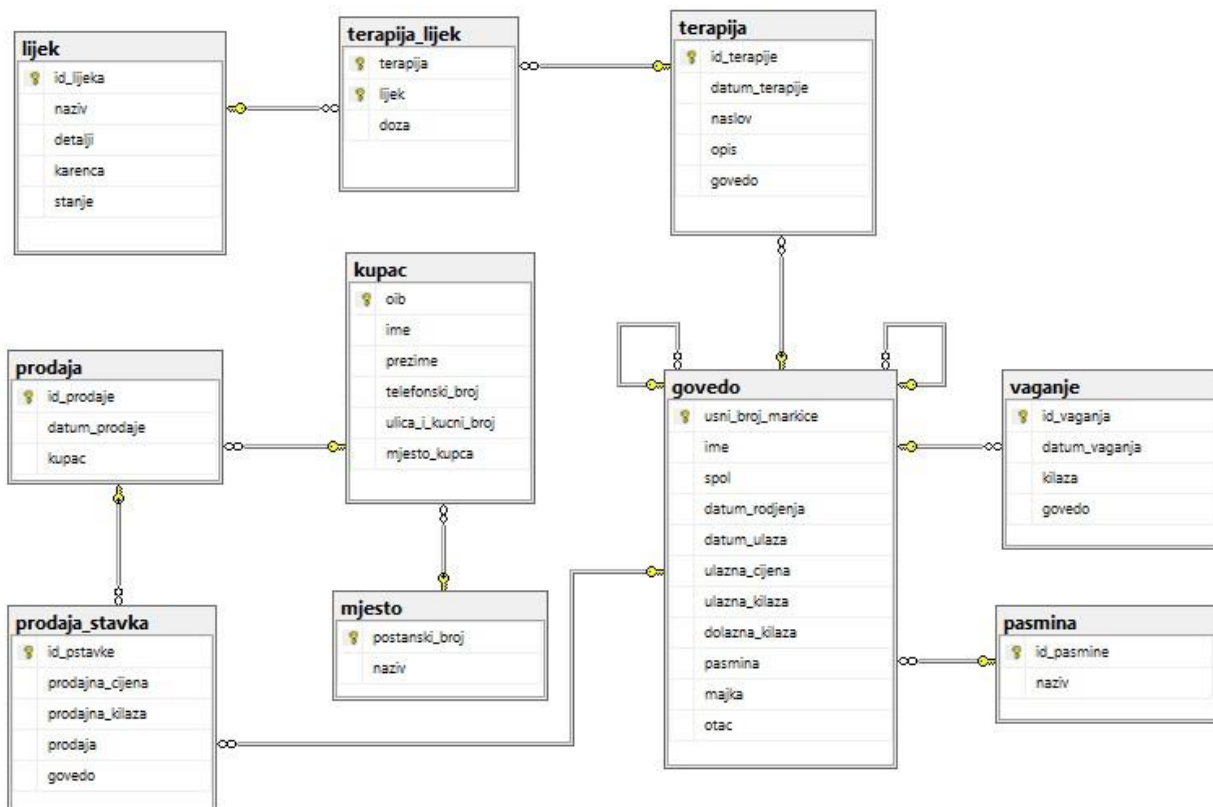 lijek
id_lijeka
naziv
detalji
karenca
stanje
terapija_lijek
terapija
lijek
doza
terapija
id_terapije
datum_terapije
naslov
opis
govedo
kupac
oib
ime
prezime
telefonski_broj
ulica_i_kucni_broj
mjesto_kupca
prodaja
id_prodaje
datum_prodaje
kupac
govedo
usni_broj_markice
ime
spol
datum_rodjenja
datum_ulaza
ulazna_cijena
ulazna_kilaza
dolazna_kilaza
pasmina
majka
otac
vaganje
id_vaganja
datum_vaganja
kilaza
govedo
prodaja_stavka
id_pstavke
prodajna_cijena
prodajna_kilaza
prodaja
govedo
mjesto
postanski_broj
naziv
pasmina
id_pasmine
naziv